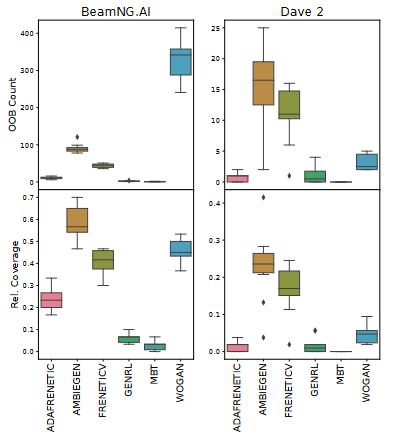 BeamNG.AI
Dave 2
OOB Count
400
300
200
100
0
25
20
15
10
5
0
Rel. Coverage
0.7
0.6
0.5
0.4
0.3
0.2
0.1
0.0
0.4
0.3
0.2
0.1
0.0
ADAFRENETIC
AMBIEGEN
FRENETICV
GENRL
MBT
WOGAN
ADAFRENETIC
AMBIEGEN
FRENETICV
GENRL
MBT
WOGAN